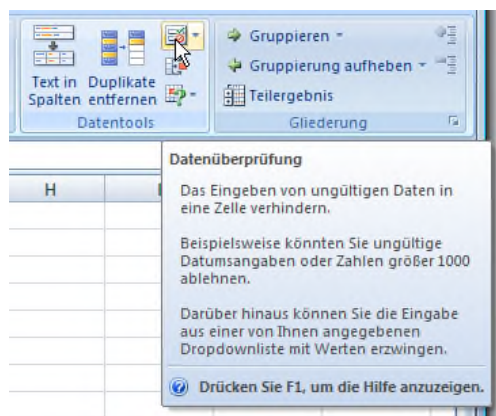 Gruppieren
Gruppierung aufheben
Text in Spalten
Duplikate entfernen
Teilergebnis
Datentools
Gliederung
H
Datenüberprüfung
Das Eingeben von ungültigen Daten in
eine Zelle verhindern.
Beispielsweise könnten Sie ungültige
Datumsangaben oder Zahlen größer 1000
ablehnen.
Darüber hinaus können Sie die Eingabe
aus einer von Ihnen angegebenen
Dropdownliste mit Werten erzwingen.
Drücken Sie F1, um die Hilfe anzuzeigen.